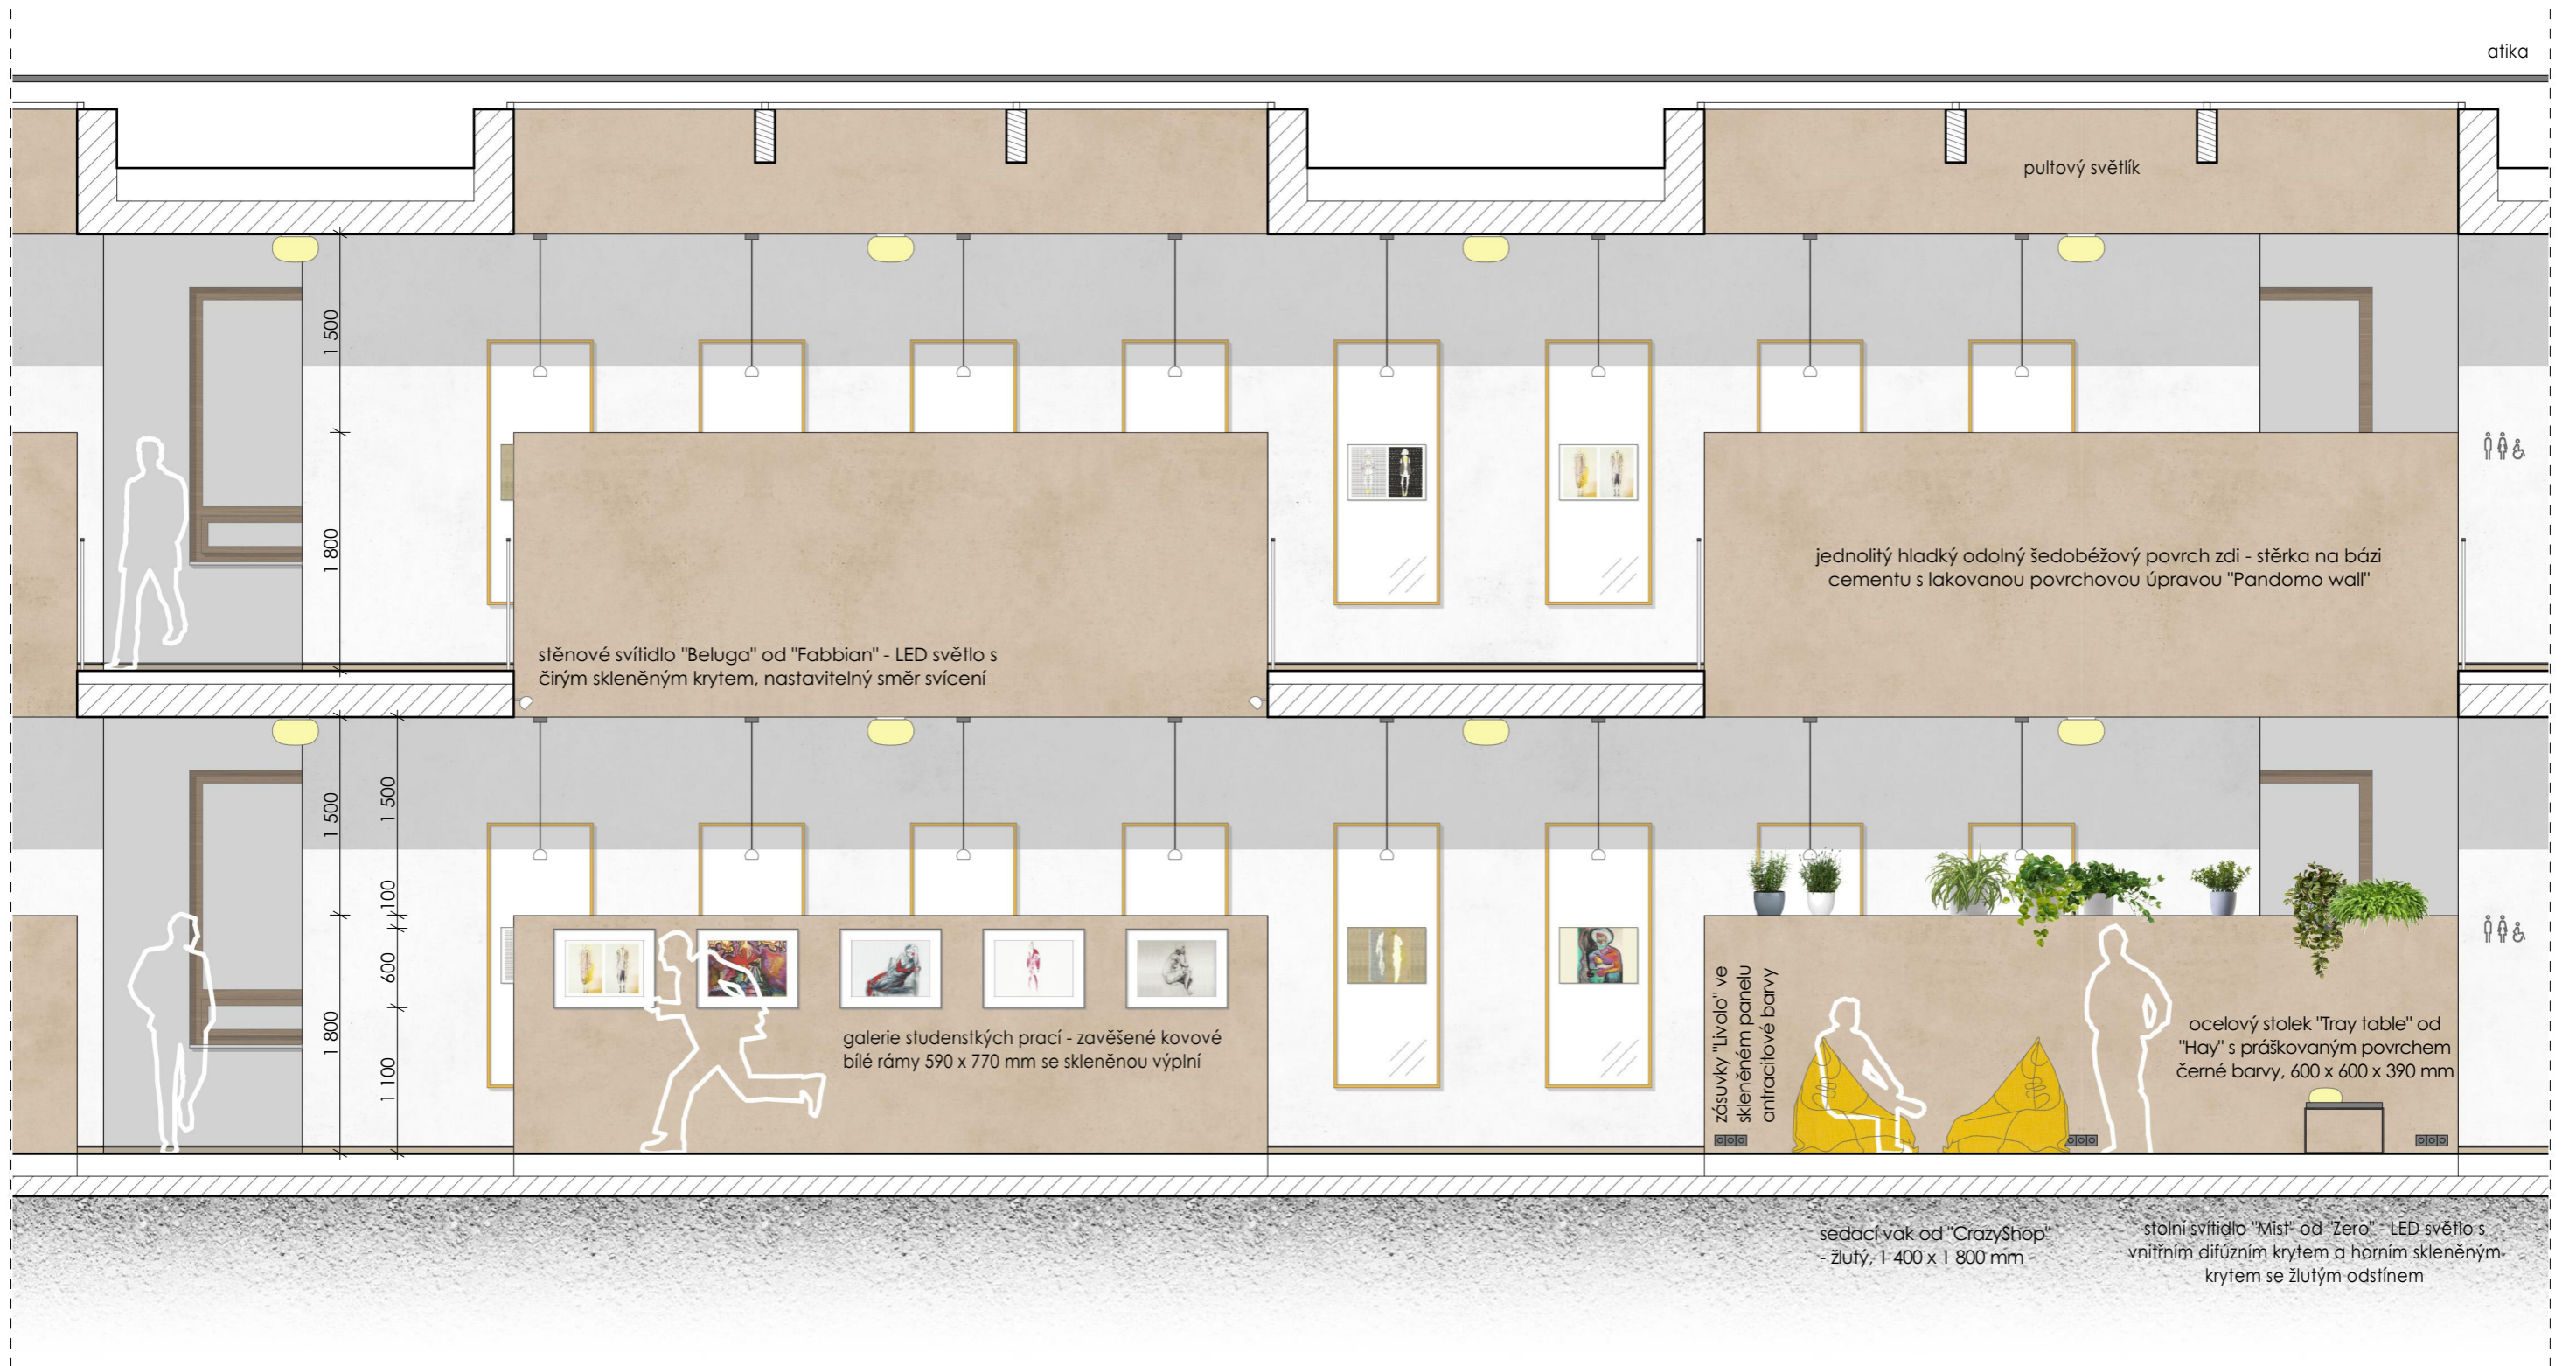 atika
pultový světlík
1 500
1 800
jednolitý hladký odolný šedobéžový povrch zdi - stěrka na bázi
cementu s lakovanou povrchovou úpravou "Pandomo wall"
stěnové svítidlo "Beluga" od "Fabbian" - LED světlo s
čirým skleněným krytem, nastavitelný směr svícení
1 500
1 800
1 500
100
600
1 100
galerie studenstkých prací - zavěšené kovové
bílé rámy 590 x 770 mm se skleněnou výplní
zásuvky "Livolo" ve
skleněném panelu
antracitové barvy
ocelový stolek "Tray table" od
"Hay" s práškovaným povrchem
černé barvy, 600 x 600 x 390 mm
sedací vak od "CrazyShop"
- žlutý, 1 400 x 1 800 mm
stolní svítidlo "Mist" od "Zero" - LED světlo s
vnitřním difúzním krytem a horním skleněným
krytem se žlutým odstínem